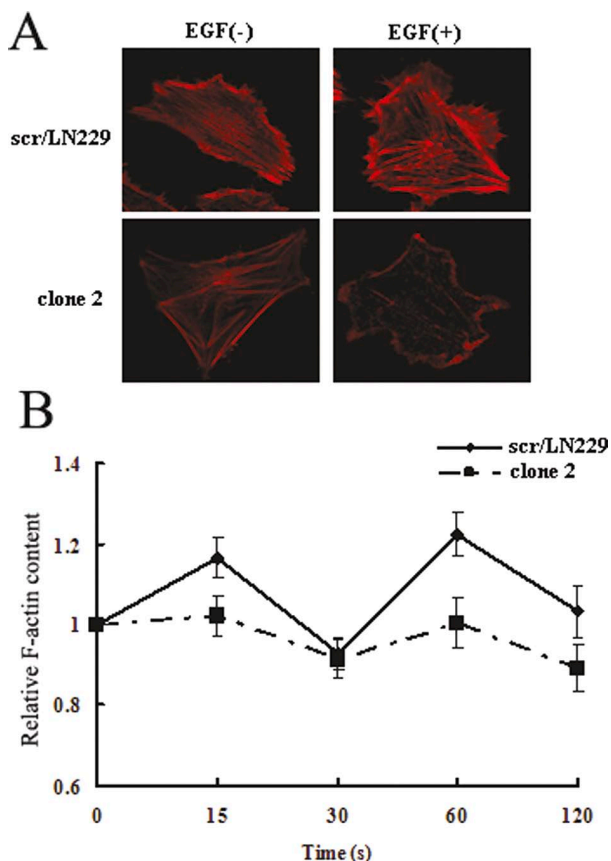 A
EGF(-) EGF(+)
scr/LN229
clone 2
B
scr/LN229
clone 2
Relative F-actin content
1.4
1.2
1
0.8
0.6
0 15 30 60 120
Time (s)